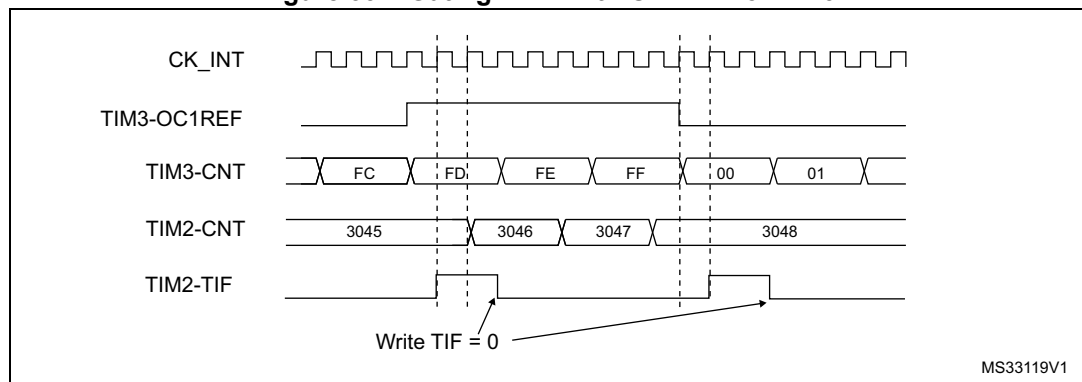 CK_INT
TIM3-OC1REF
TIM3-CNT FC FD FE FF 00 01
TIM2-CNT 3045 3046 3047 3048
TIM2-TIF
Write TIF = 0
MS33119V1